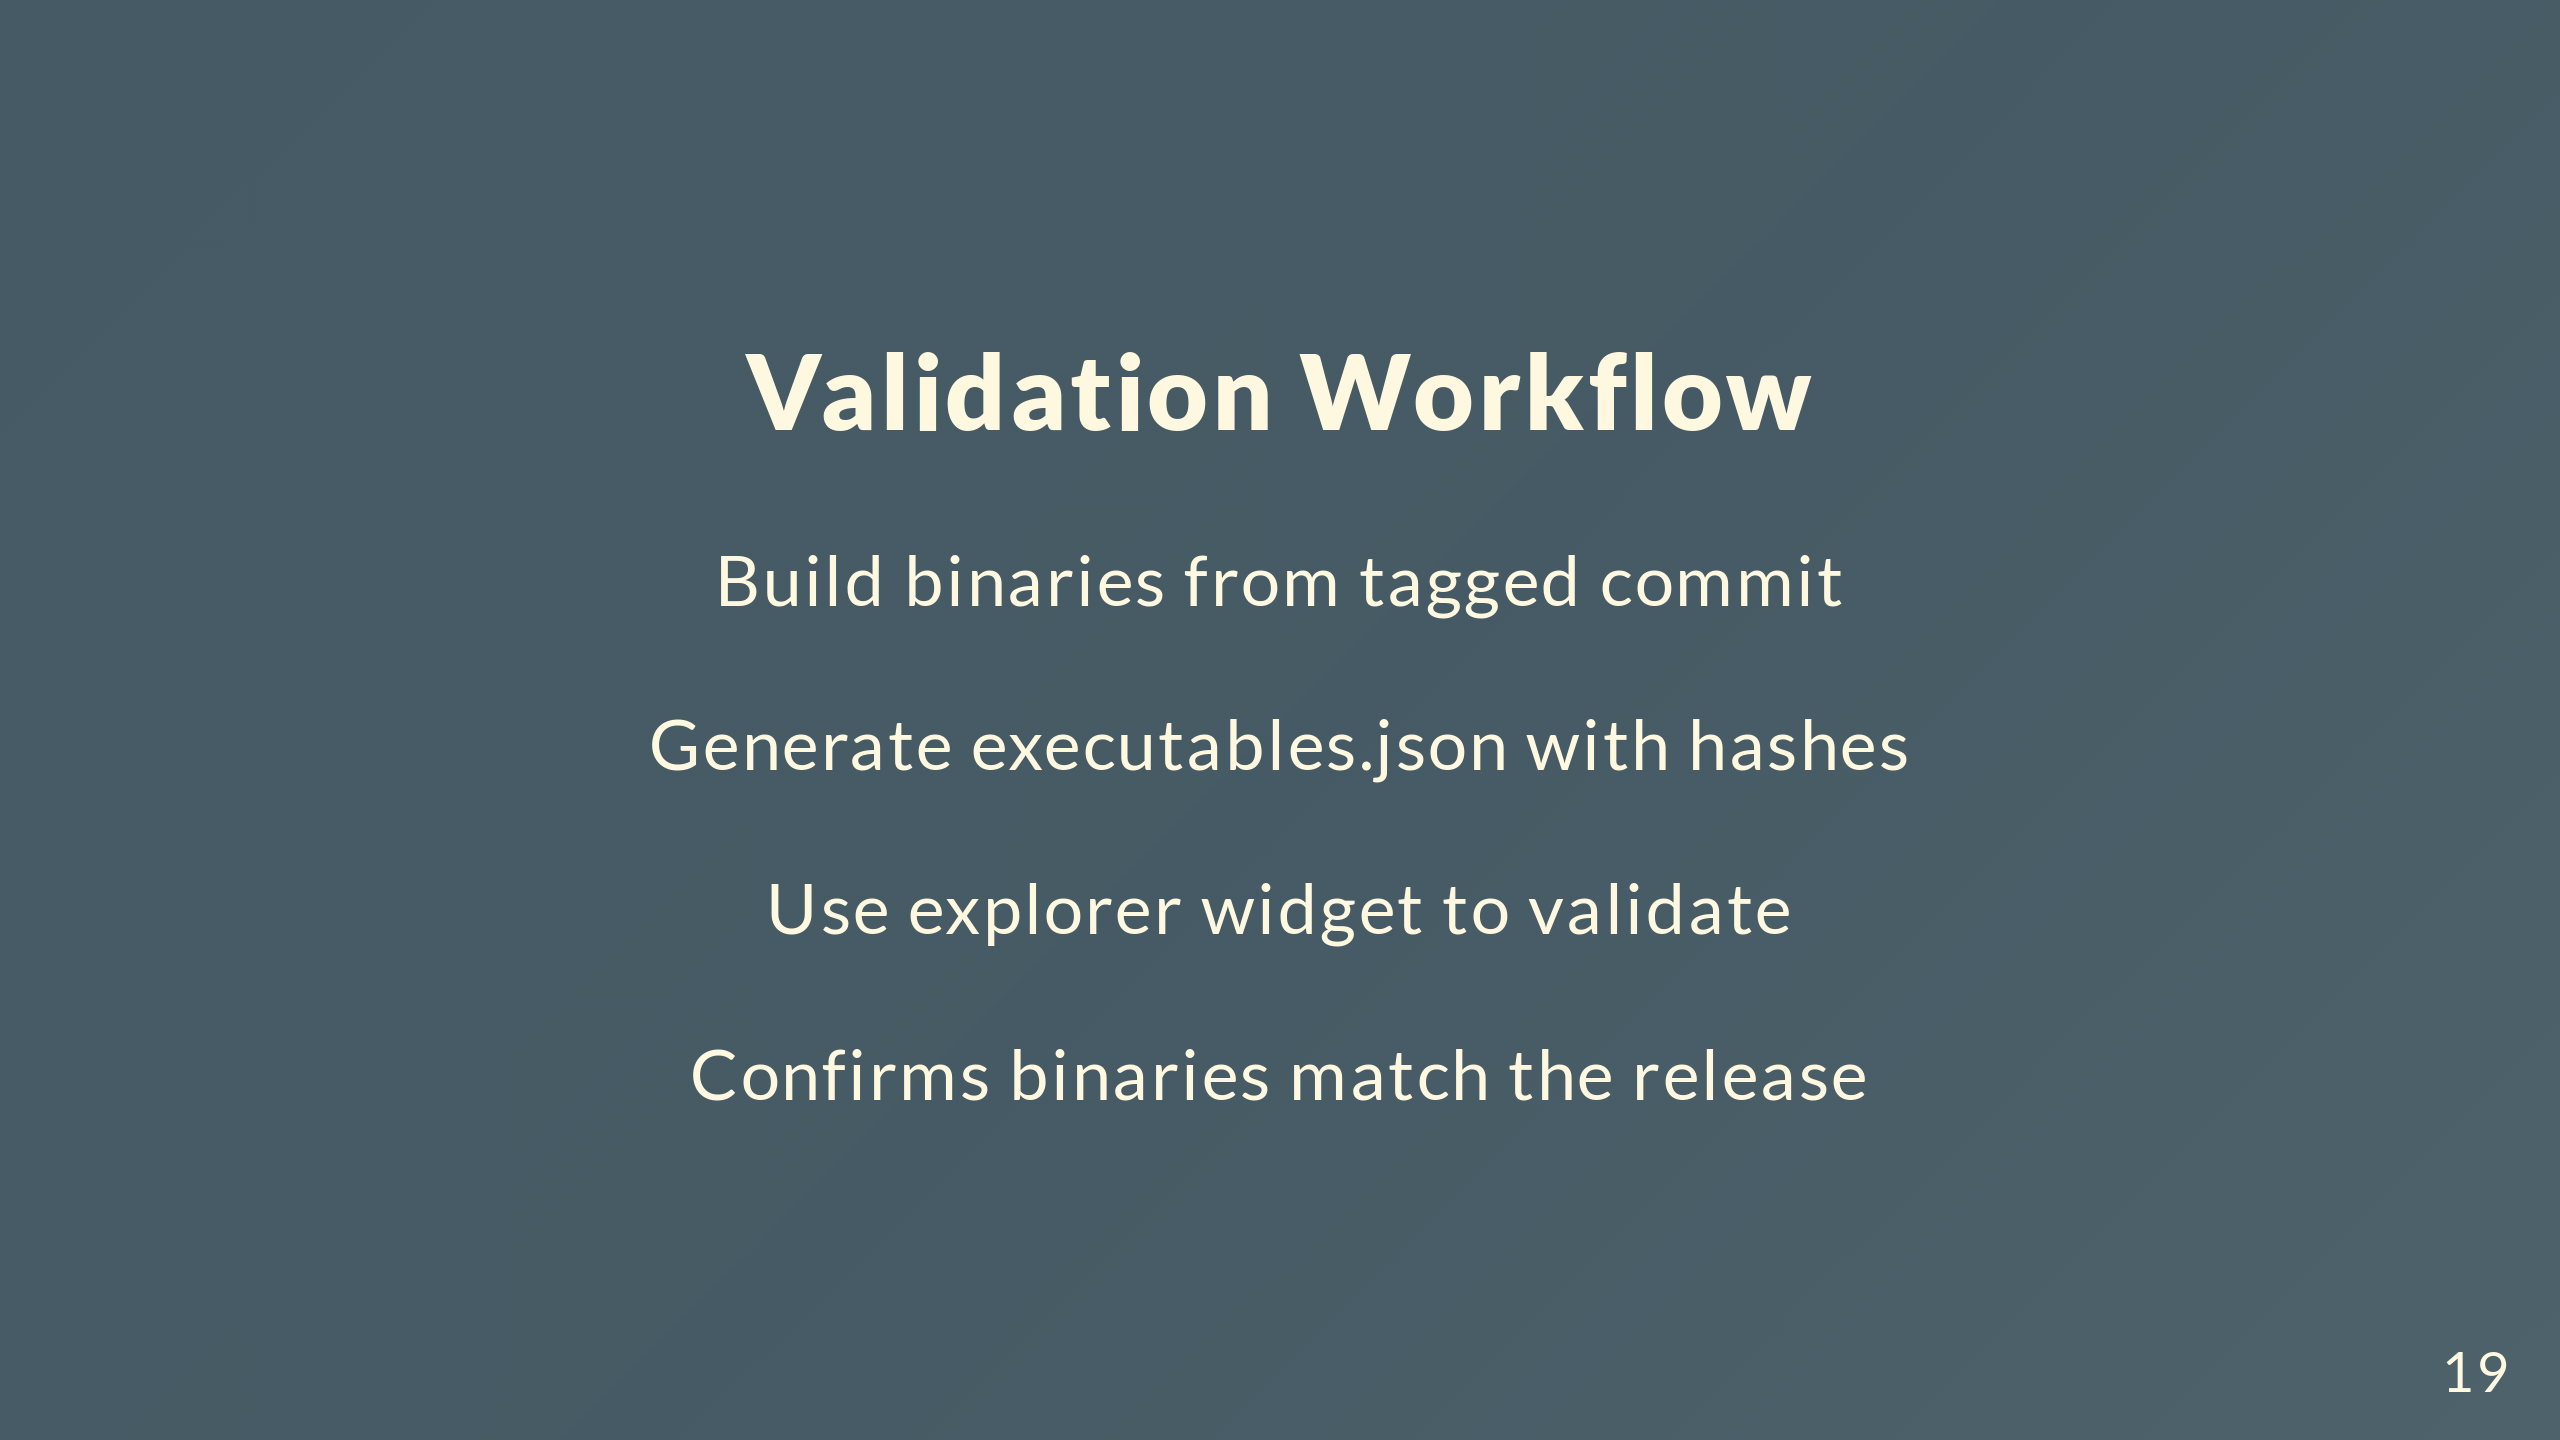 Validation Workflow
Build binaries from tagged commit
Generate executables.json with hashes
Use explorer widget to validate
Confirms binaries match the release
19